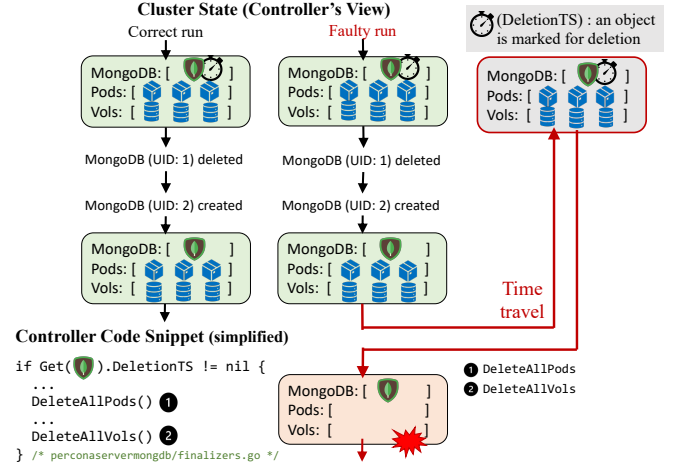 Cluster State (Controller's View)
Correct run
Faulty run
(DeletionTS) : an object
is marked for deletion
MongoDB: [ ]
Pods: [ ]
Vols: [ ]
MongoDB: [ ]
Pods: [ ]
Vols: [ ]
MongoDB: [ ]
Pods: [ ]
Vols: [ ]
MongoDB (UID: 1) deleted
MongoDB (UID: 1) deleted
MongoDB (UID: 2) created
MongoDB (UID: 2) created
MongoDB: [ ]
Pods: [ ]
Vols: [ ]
MongoDB: [ ]
Pods: [ ]
Vols: [ ]
Time
travel
Controller Code Snippet (simplified)
if Get( ).DeletionTS != nil {
...
DeleteAllPods() 1
...
DeleteAllVols() 2
} /* perconaservermongdb/finalizers.go */
MongoDB: [ ]
Pods: [ ]
Vols: [ ]
1 DeleteAllPods
2 DeleteAllVols